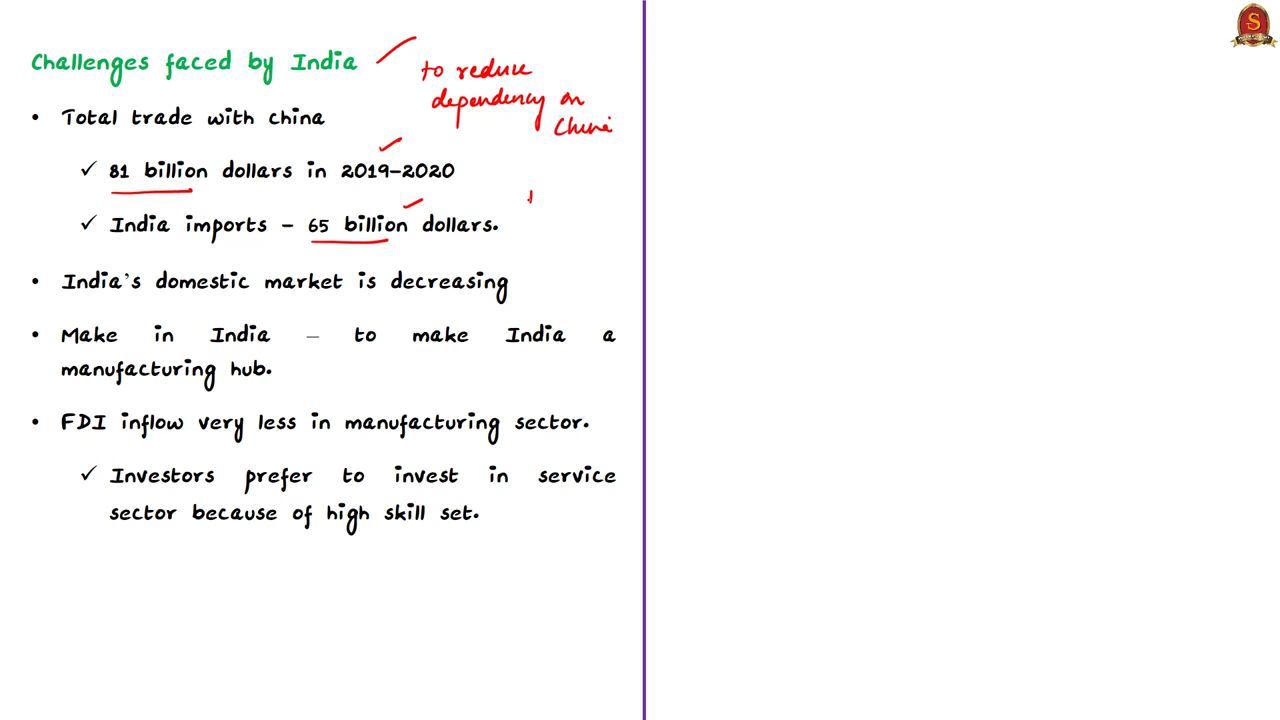 Challenges faced by India
to reduce
dependency on
China
• Total trade with china
✓ 81 billion dollars in 2019-2020
✓ India imports - 65 billion dollars.
• India's domestic market is decreasing
• Make in India – to make India a
manufacturing hub.
• FDI inflow very less in manufacturing sector.
✓ Investors prefer to invest in service
sector because of high skill set.
S